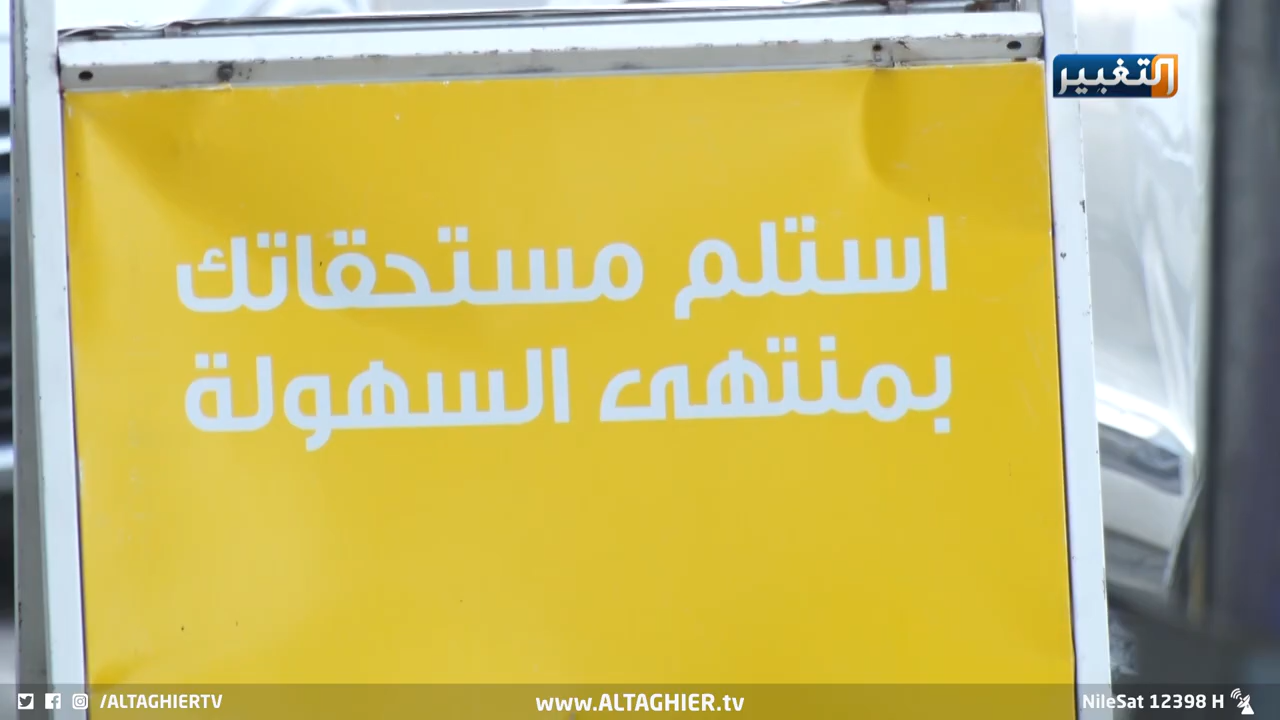 التغيير
استلم مستحقاتك
بمنتهى السهولة
/ALTAGHIERTV
www.ALTAGHIER.tv
NileSat 12398 H